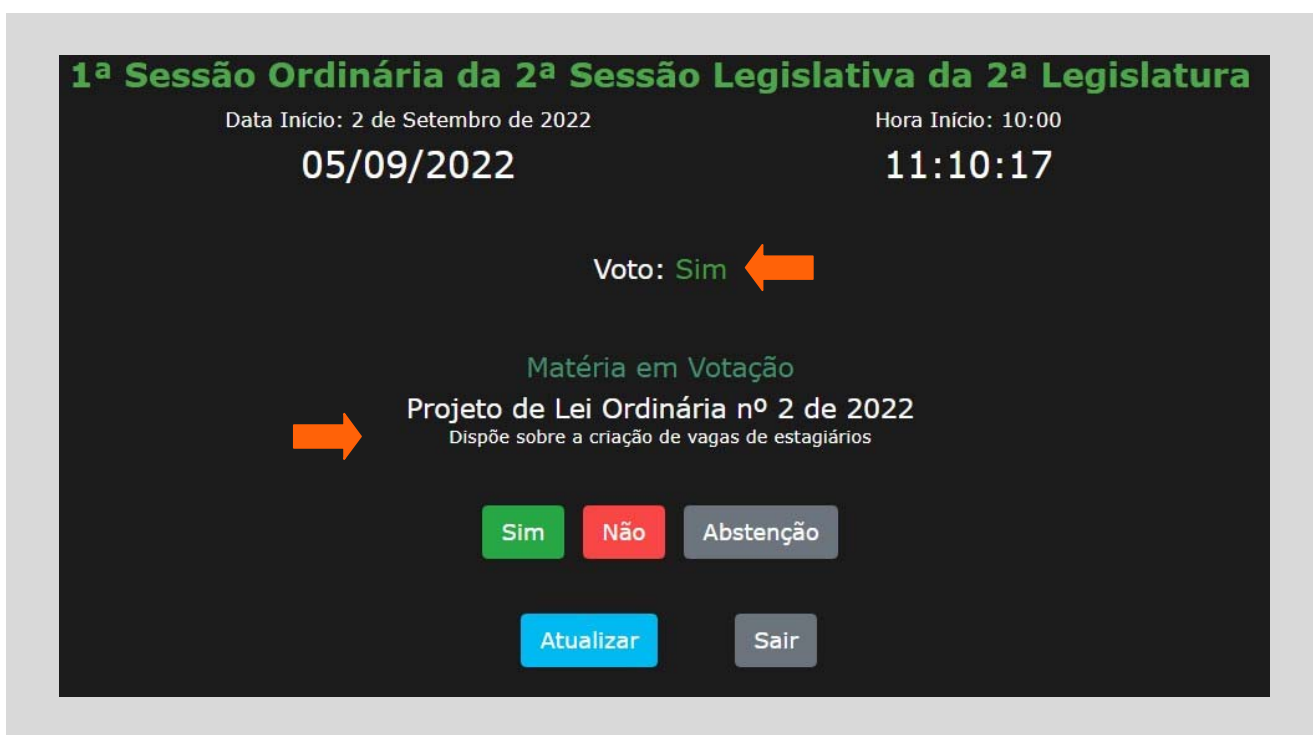 1ª Sessão Ordinária da 2ª Sessão Legislativa da 2ª Legislatura
Data Início: 2 de Setembro de 2022
Hora Início: 10:00
05/09/2022
11:10:17
Voto: Sim
Matéria em Votação
Projeto de Lei Ordinária nº 2 de 2022
Dispõe sobre a criação de vagas de estagiários
Sim
Não
Abstenção
Atualizar
Sair